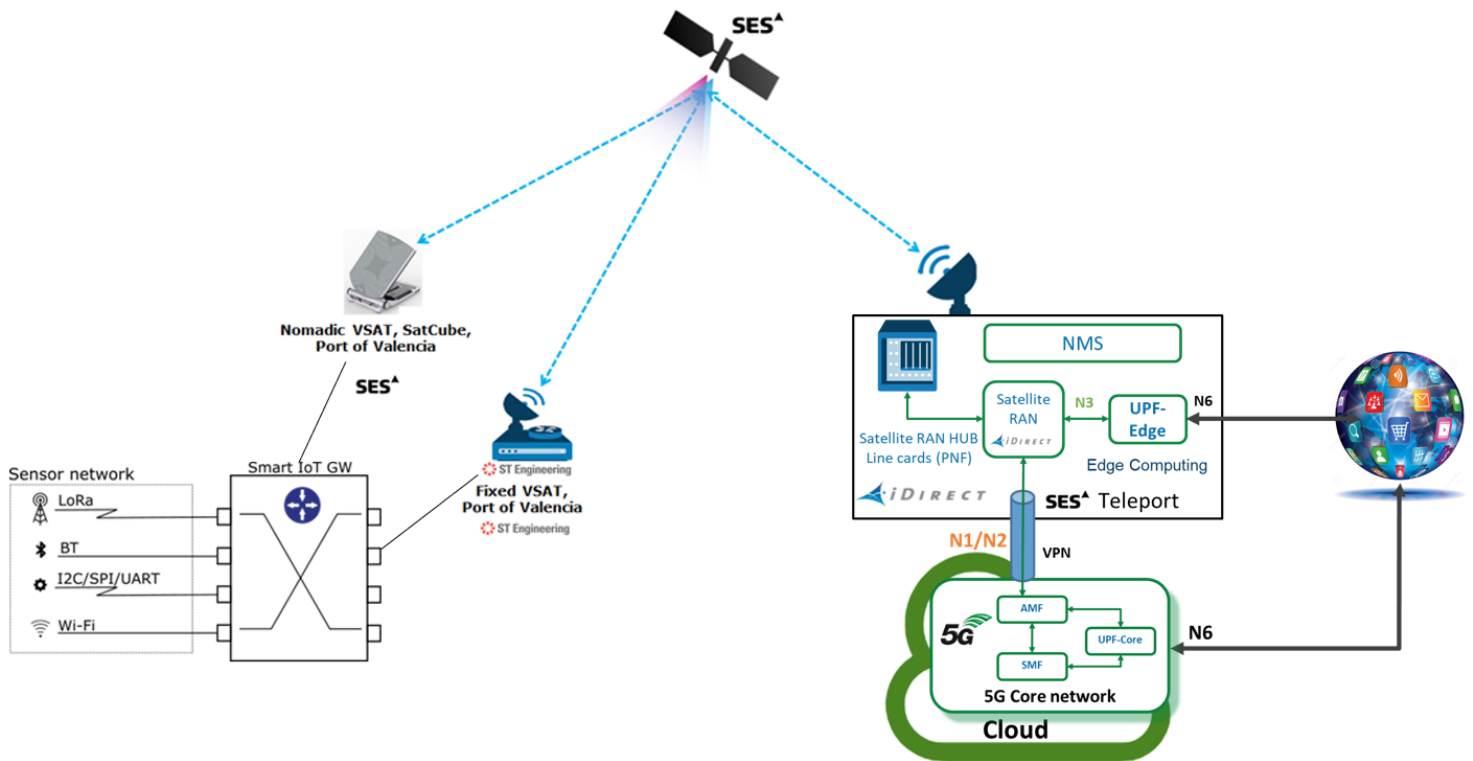 SES
Nomadic VSAT, SatCube,
Port of Valencia
SES
ST Engineering
Fixed VSAT,
Port of Valencia
ST Engineering
Sensor network
LoRa
BT
I2C/SPI/UART
Wi-Fi
Smart IoT GW
NMS
Satellite
RAN
iDIRECT
N3
UPF-
Edge
N6
Satellite RAN HUB
Line cards (PNF)
Edge Computing
iDIRECT
SES Teleport
N1/N2
VPN
5G
AMF
UPF-Core
SMF
5G Core network
Cloud
N6